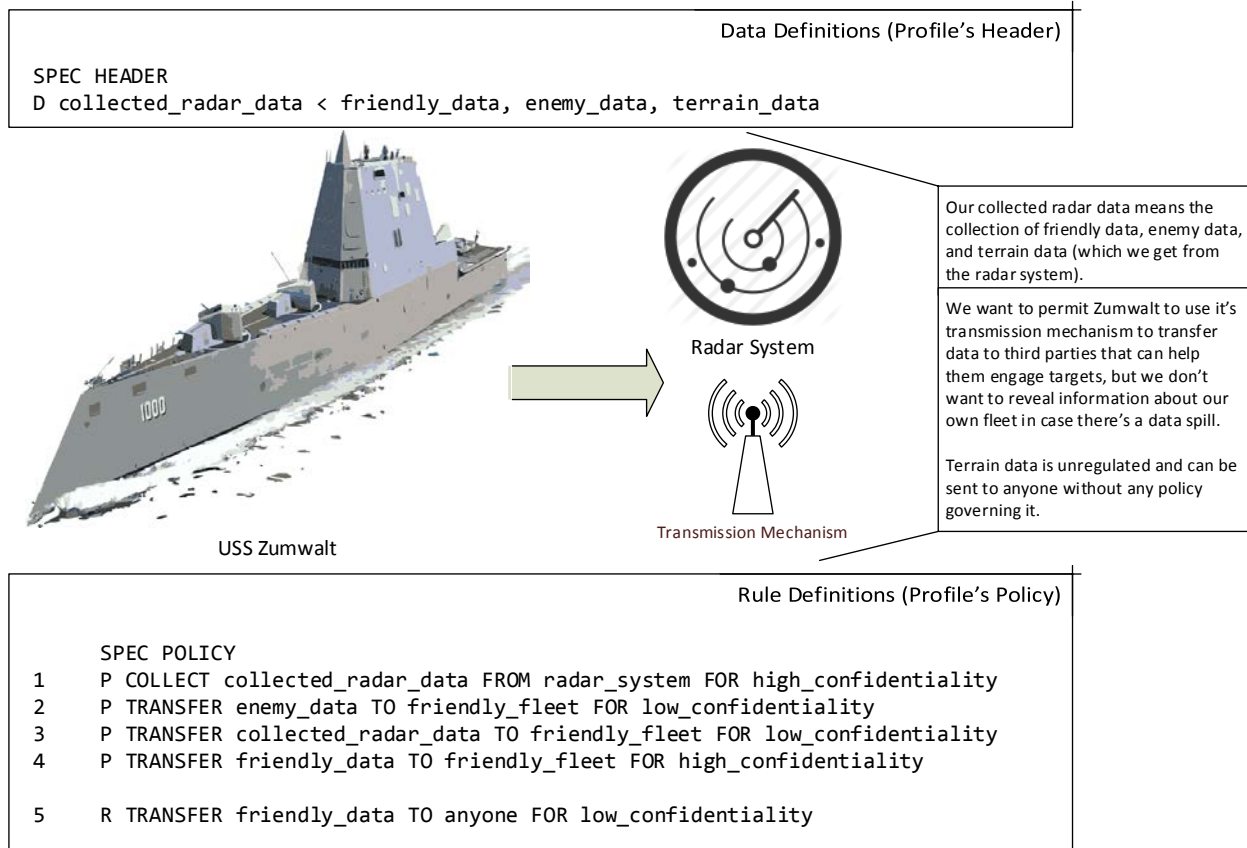 Data Definitions (Profile's Header)
SPEC HEADER
D collected_radar_data < friendly_data, enemy_data, terrain_data
Our collected radar data means the
collection of friendly data, enemy data,
and terrain data (which we get from
the radar system).
We want to permit Zumwalt to use it's
transmission mechanism to transfer
data to third parties that can help
them engage targets, but we don't
want to reveal information about our
own fleet in case there's a data spill.
Terrain data is unregulated and can be
sent to anyone without any policy
governing it.
1000
Radar System
Transmission Mechanism
USS Zumwalt
Rule Definitions (Profile's Policy)
SPEC POLICY
1 P COLLECT collected_radar_data FROM radar_system FOR high_confidentiality
2 P TRANSFER enemy_data TO friendly_fleet FOR low_confidentiality
3 P TRANSFER collected_radar_data TO friendly_fleet FOR low_confidentiality
4 P TRANSFER friendly_data TO friendly_fleet FOR high_confidentiality
5 R TRANSFER friendly_data TO anyone FOR low_confidentiality